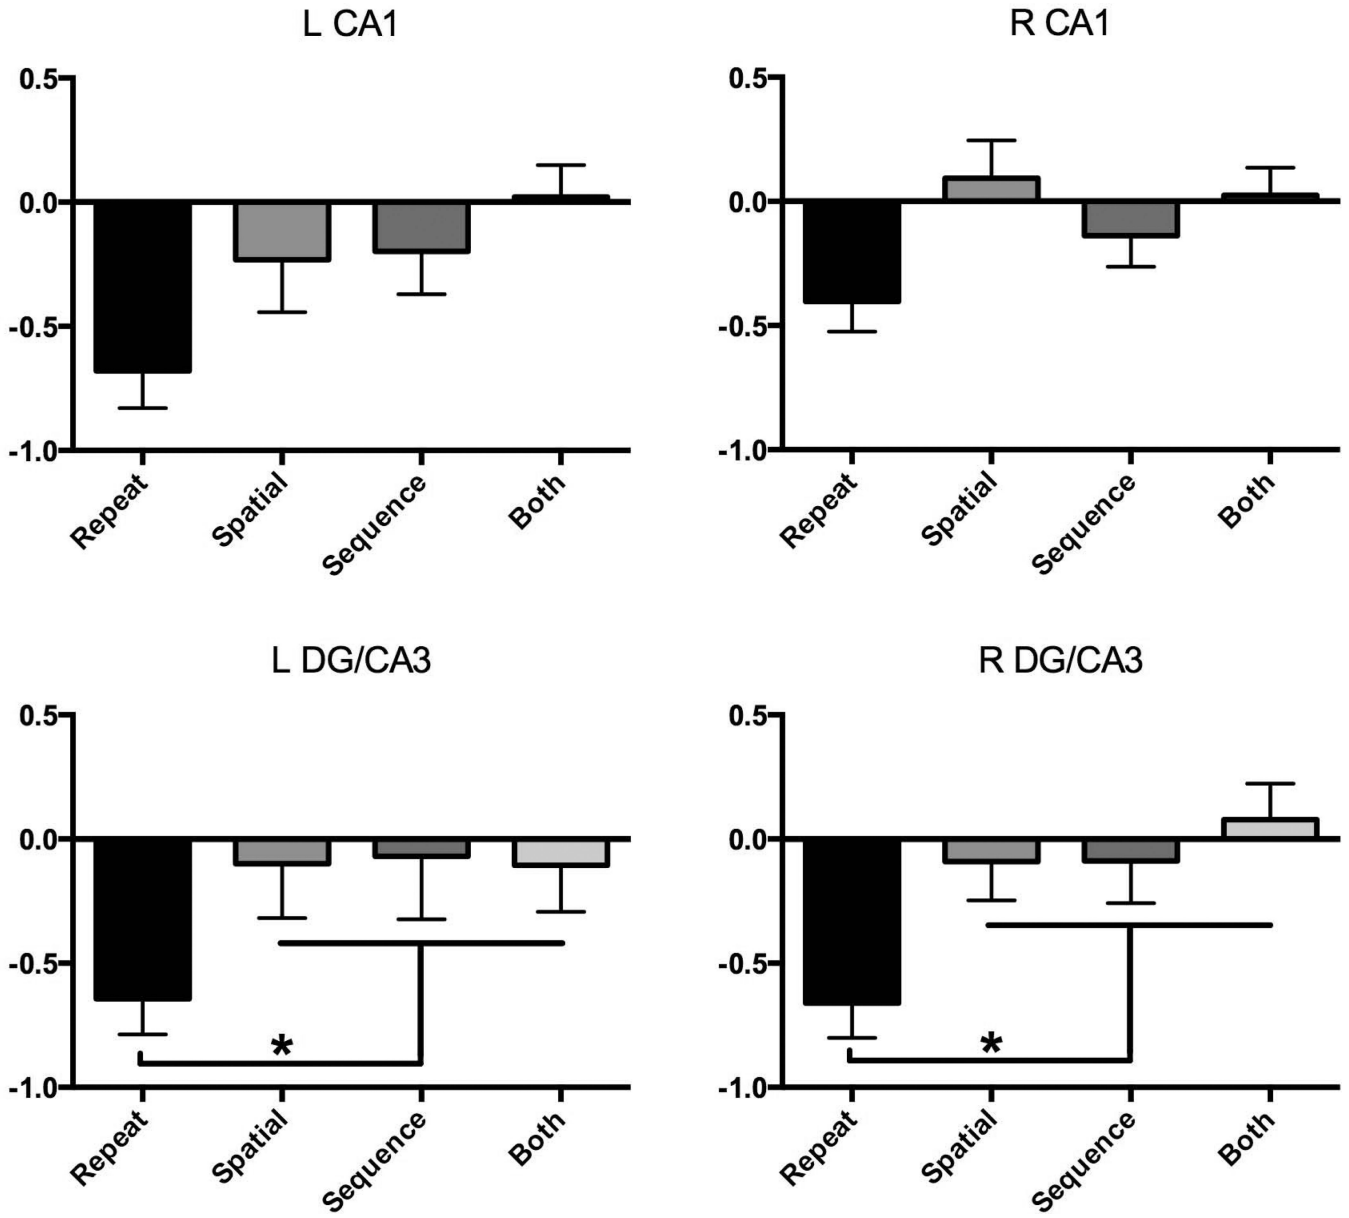 L CA1
0.5
0.0
-0.5
-1.0
Repeat
Spatial
Sequence
Both
R CA1
0.5
0.0
-0.5
-1.0
Repeat
Spatial
Sequence
Both
L DG/CA3
0.5
0.0
-0.5
-1.0
*
Repeat
Spatial
Sequence
Both
R DG/CA3
0.5
0.0
-0.5
-1.0
*
Repeat
Spatial
Sequence
Both